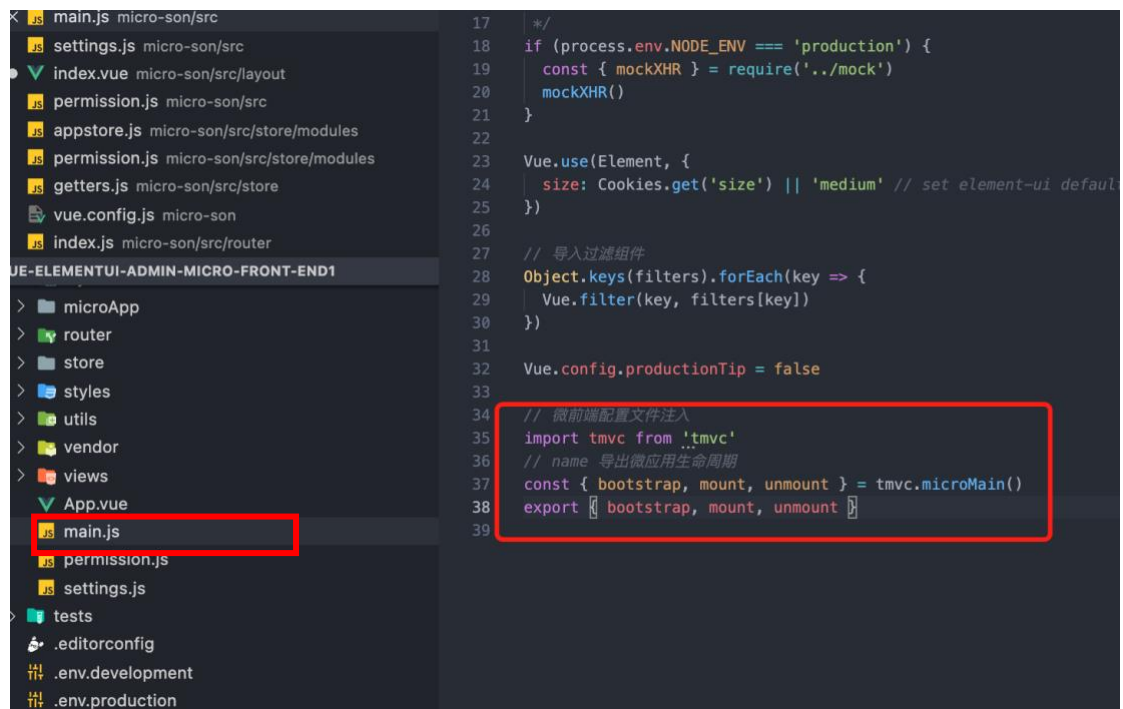 main.js micro-son/src
settings.js micro-son/src
index.vue micro-son/src/layout
permission.js micro-son/src
appstore.js micro-son/src/store/modules
permission.js micro-son/src/store/modules
getters.js micro-son/src/store
vue.config.js micro-son
index.js micro-son/src/router
UE-ELEMENTUI-ADMIN-MICRO-FRONT-END1
microApp
router
store
styles
utils
vendor
views
App.vue
main.js
permission.js
settings.js
tests
.editorconfig
.env.development
.env.production
17 */
18 if (process.env.NODE_ENV === 'production') {
19 const { mockXHR } = require('../mock')
20 mockXHR()
21 }
22
23 Vue.use(Element, {
24 size: Cookies.get('size') || 'medium' // set element-ui default
25 })
26
27 // 导入过滤组件
28 Object.keys(filters).forEach(key => {
29 Vue.filter(key, filters[key])
30 })
31
32 Vue.config.productionTip = false
33
34 // 微前端配置文件注入
35 import tmvc from 'tmvc'
36 // name 导出微应用生命周期
37 const { bootstrap, mount, unmount } = tmvc.microMain()
38 export { bootstrap, mount, unmount }
39